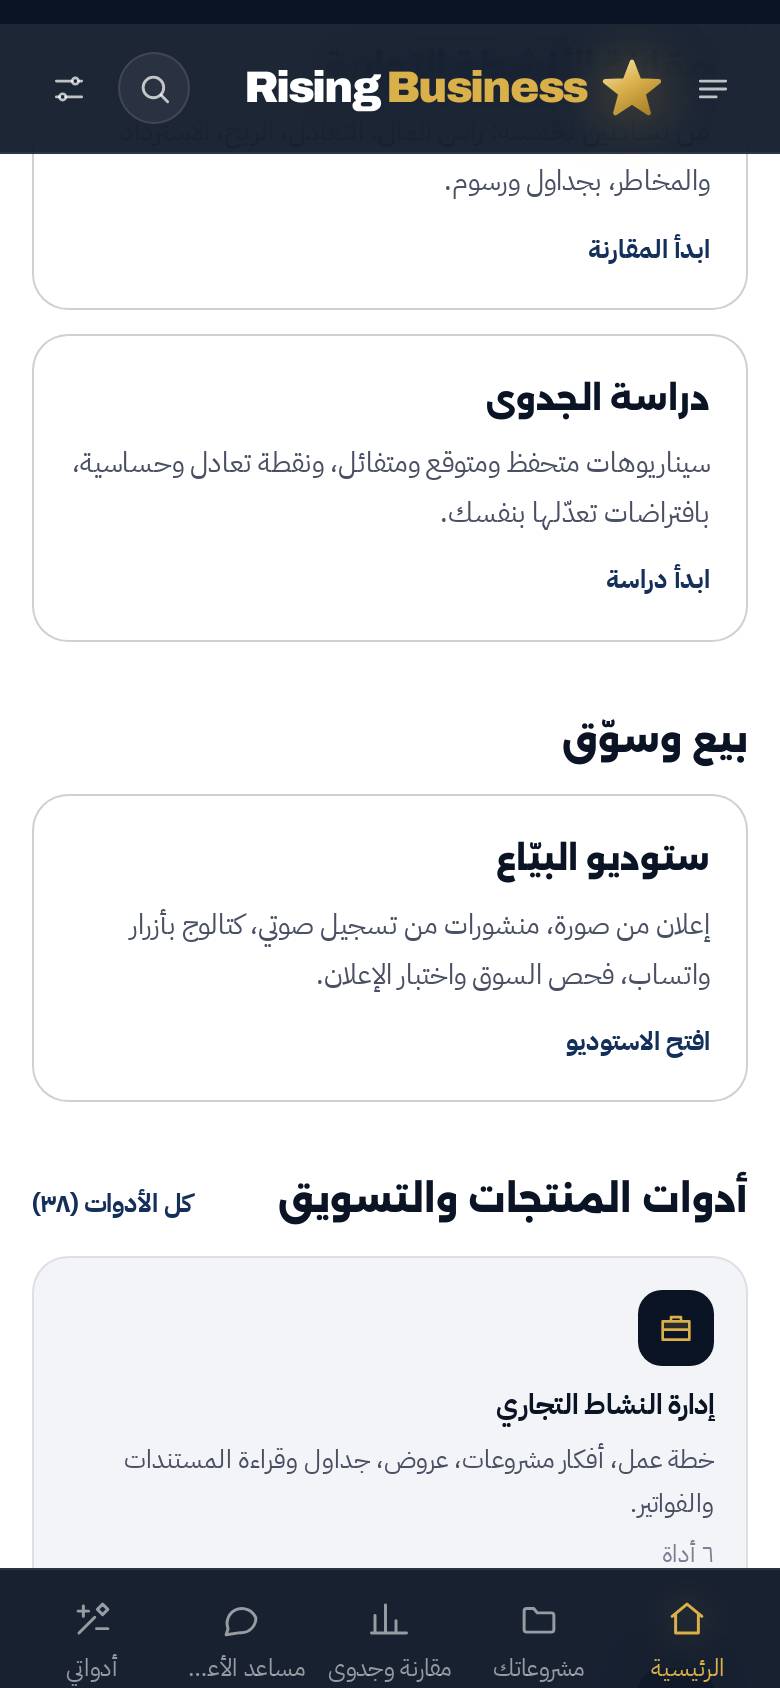 Rising Business
والمخاطر، بجداول ورسوم.
ابدأ المقارنة
دراسة الجدوى
سيناريوهات متحفظ ومتوقع ومتفائل، ونقطة تعادل وحساسية،
بافتراضات تعدّلها بنفسك.
ابدأ دراسة
بيع وسوّق
ستوديو البيّاع
إعلان من صورة، منشورات من تسجيل صوتي، كتالوج بأزرار
واتساب، فحص السوق واختبار الإعلان.
افتح الاستوديو
أدوات المنتجات والتسويق
كل الأدوات (٣٨)
إدارة النشاط التجاري
خطة عمل، أفكار مشروعات، عروض، جداول وقراءة المستندات
والفواتير.
٦ أداة
الرئيسية
مشروعاتك
مقارنة وجدوى
مساعد الأع...
أدواتي